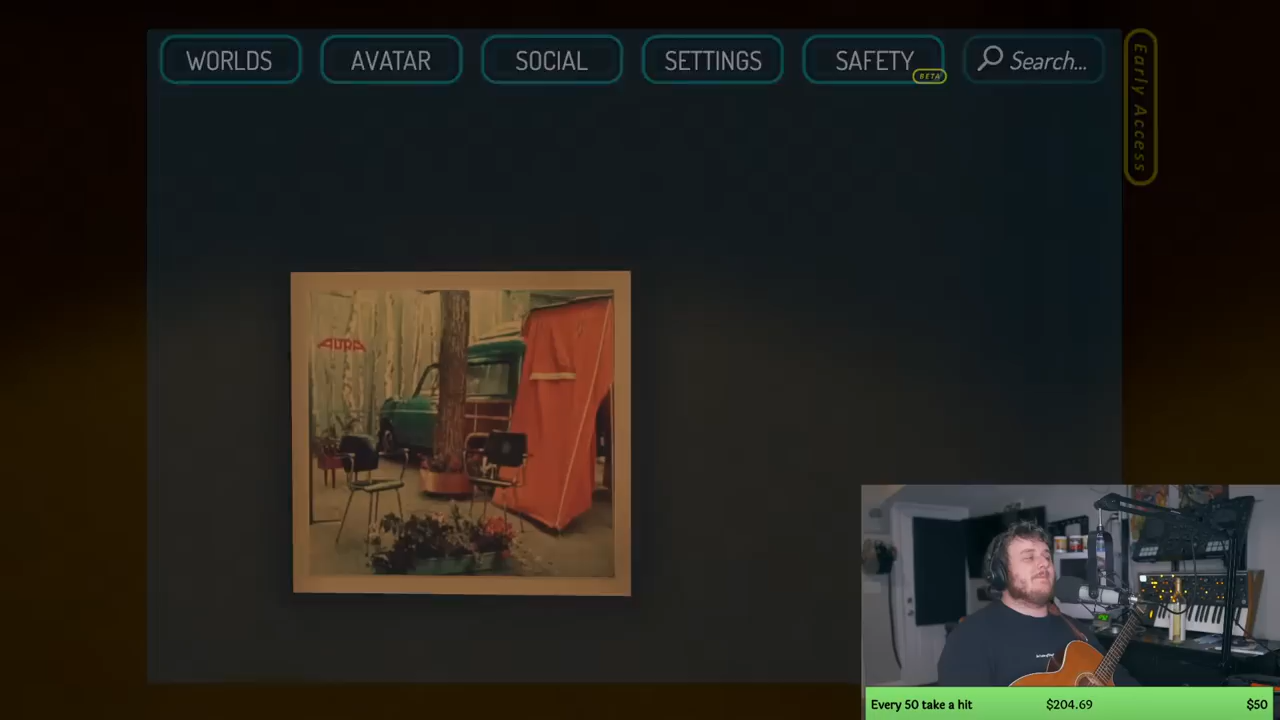 WORLDS
AVATAR
SOCIAL
SETTINGS
SAFETY
BETA
Search...
Early Access
AURA
Every 50 take a hit
$204.69
$50